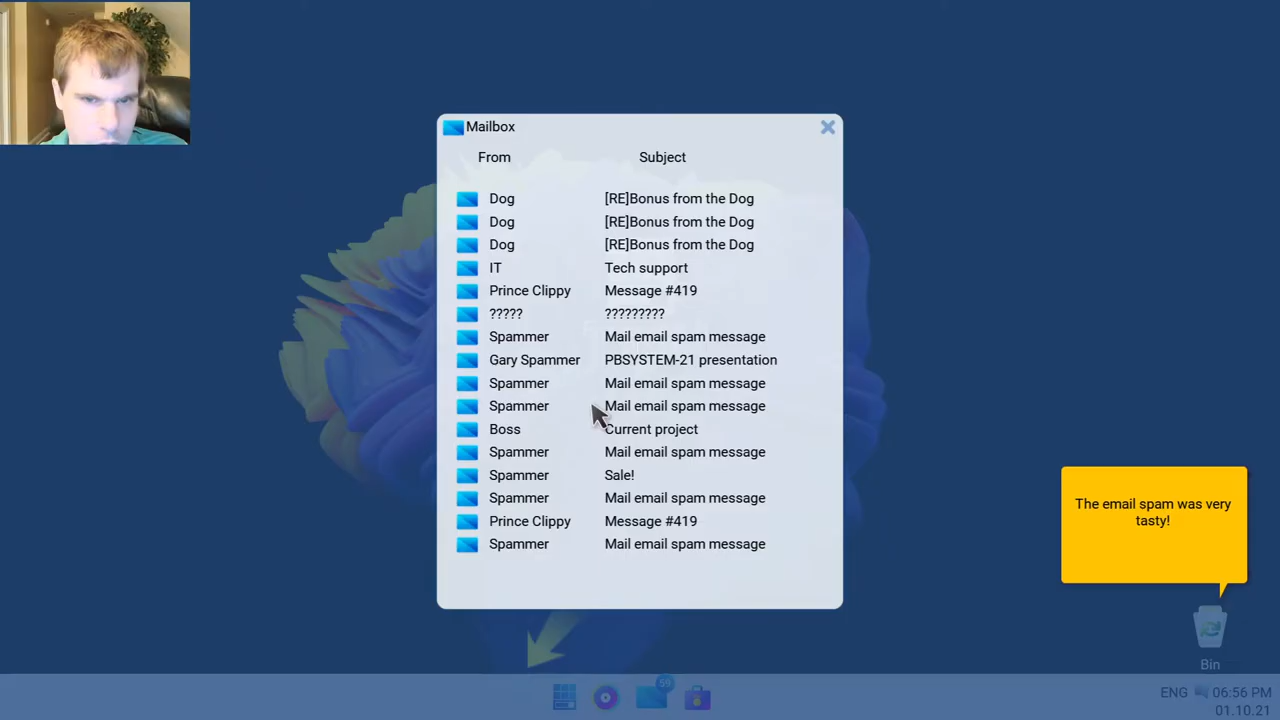 Mailbox
From Subject
Dog [RE]Bonus from the Dog
Dog [RE]Bonus from the Dog
Dog [RE]Bonus from the Dog
IT Tech support
Prince Clippy Message #419
????? ?????????
Spammer Mail email spam message
Gary Spammer PBSYSTEM-21 presentation
Spammer Mail email spam message
Spammer Mail email spam message
Boss Current project
Spammer Mail email spam message
Spammer Sale!
Spammer Mail email spam message
Prince Clippy Message #419
Spammer Mail email spam message
The email spam was very
tasty!
Bin
59
ENG 06:56 PM
01.10.21